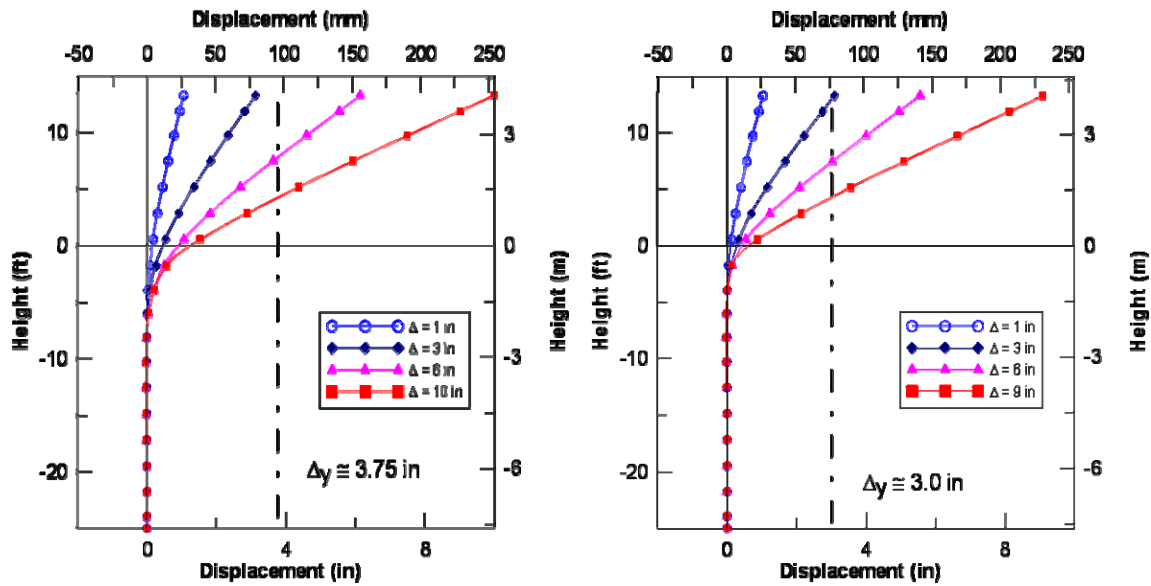 Displacement (mm)
-50 0 25 50 75 100 150 200 250
10
0
-10
-20
Height (ft)
3
0
-3
-6
Height (m)
Δ = 1 in
Δ = 3 in
Δ = 6 in
Δ = 10 in
Δy ≅ 3.75 in
0 4 8
Displacement (in)
Displacement (mm)
-50 0 50 100 150 200 250
10
0
-10
-20
Height (ft)
3
0
-3
-6
Height (m)
Δ = 1 in
Δ = 3 in
Δ = 6 in
Δ = 9 in
Δy ≅ 3.0 in
0 4 8
Displacement (in)